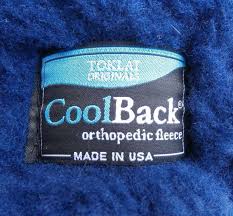 TOKLAT
ORIGINALS
CoolBack®
orthopedic fleece
MADE IN USA